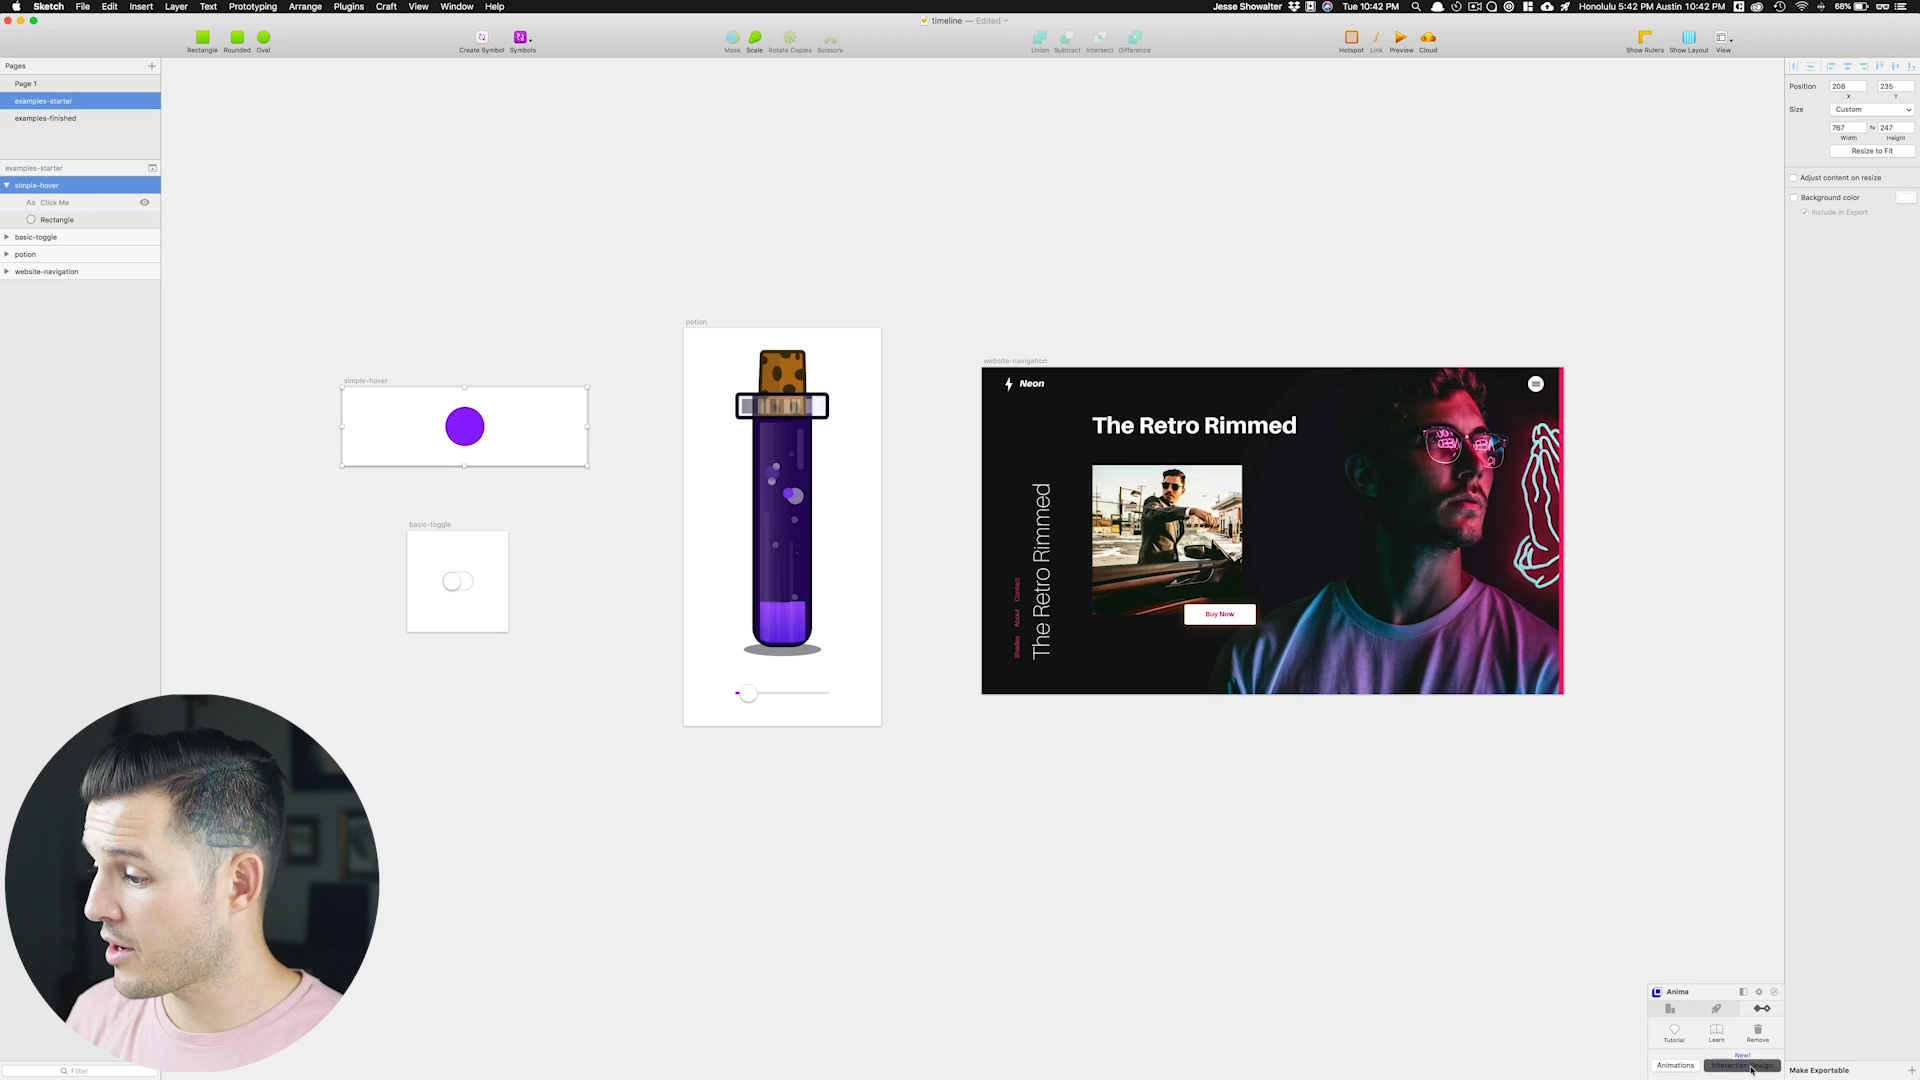 Sketch File Edit Insert Layer Text Prototyping Arrange Plugins Craft View Window Help
Jesse Showalter Tue 10:42 PM Honolulu 5:42 PM Austin 10:42 PM 68%
timeline — Edited
Rectangle Rounded Oval Create Symbol Symbols Mask Scale Rotate Copies Scissors Union Subtract Intersect Difference Hotspot Link Preview Cloud Show Rulers Show Layout View
Pages
Page 1
examples-starter
examples-finished
examples-starter
simple-hover
Aa Click Me
Rectangle
basic-toggle
potion
website-navigation
Filter
simple-hover
basic-toggle
potion
website-navigation
Neon
The Retro Rimmed
The Retro Rimmed
Shades About Contact
Buy Now
Position 208 235
X Y
Size Custom
767 247
Width Height
Resize to Fit
Adjust content on resize
Background color
Include in Export
Anima
Tutorial Learn Remove
New!
Animations Interaction Design
Make Exportable